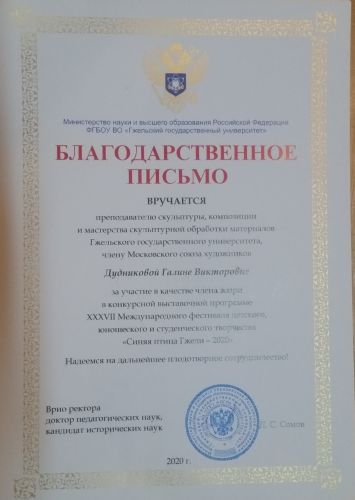 Министерство науки и высшего образования Российской Федерации
ФГБОУ ВО «Гжельский государственный университет»
БЛАГОДАРСТВЕННОЕ
ПИСЬМО
ВРУЧАЕТСЯ
преподавателю скульптуры, композиции
и мастерства скульптурной обработки материалов
Гжельского государственного университета,
члену Московского союза художников
Дудниковой Галине Викторовне
за участие в качестве члена жюри
в конкурсной выставочной программе
XXXVII Международного фестиваля детского,
юношеского и студенческого творчества
«Синяя птица Гжели – 2020»
Надеемся на дальнейшее плодотворное сотрудничество!
Врио ректора
доктор педагогических наук,
кандидат исторических наук
Д. С. Сомов
2020 г.